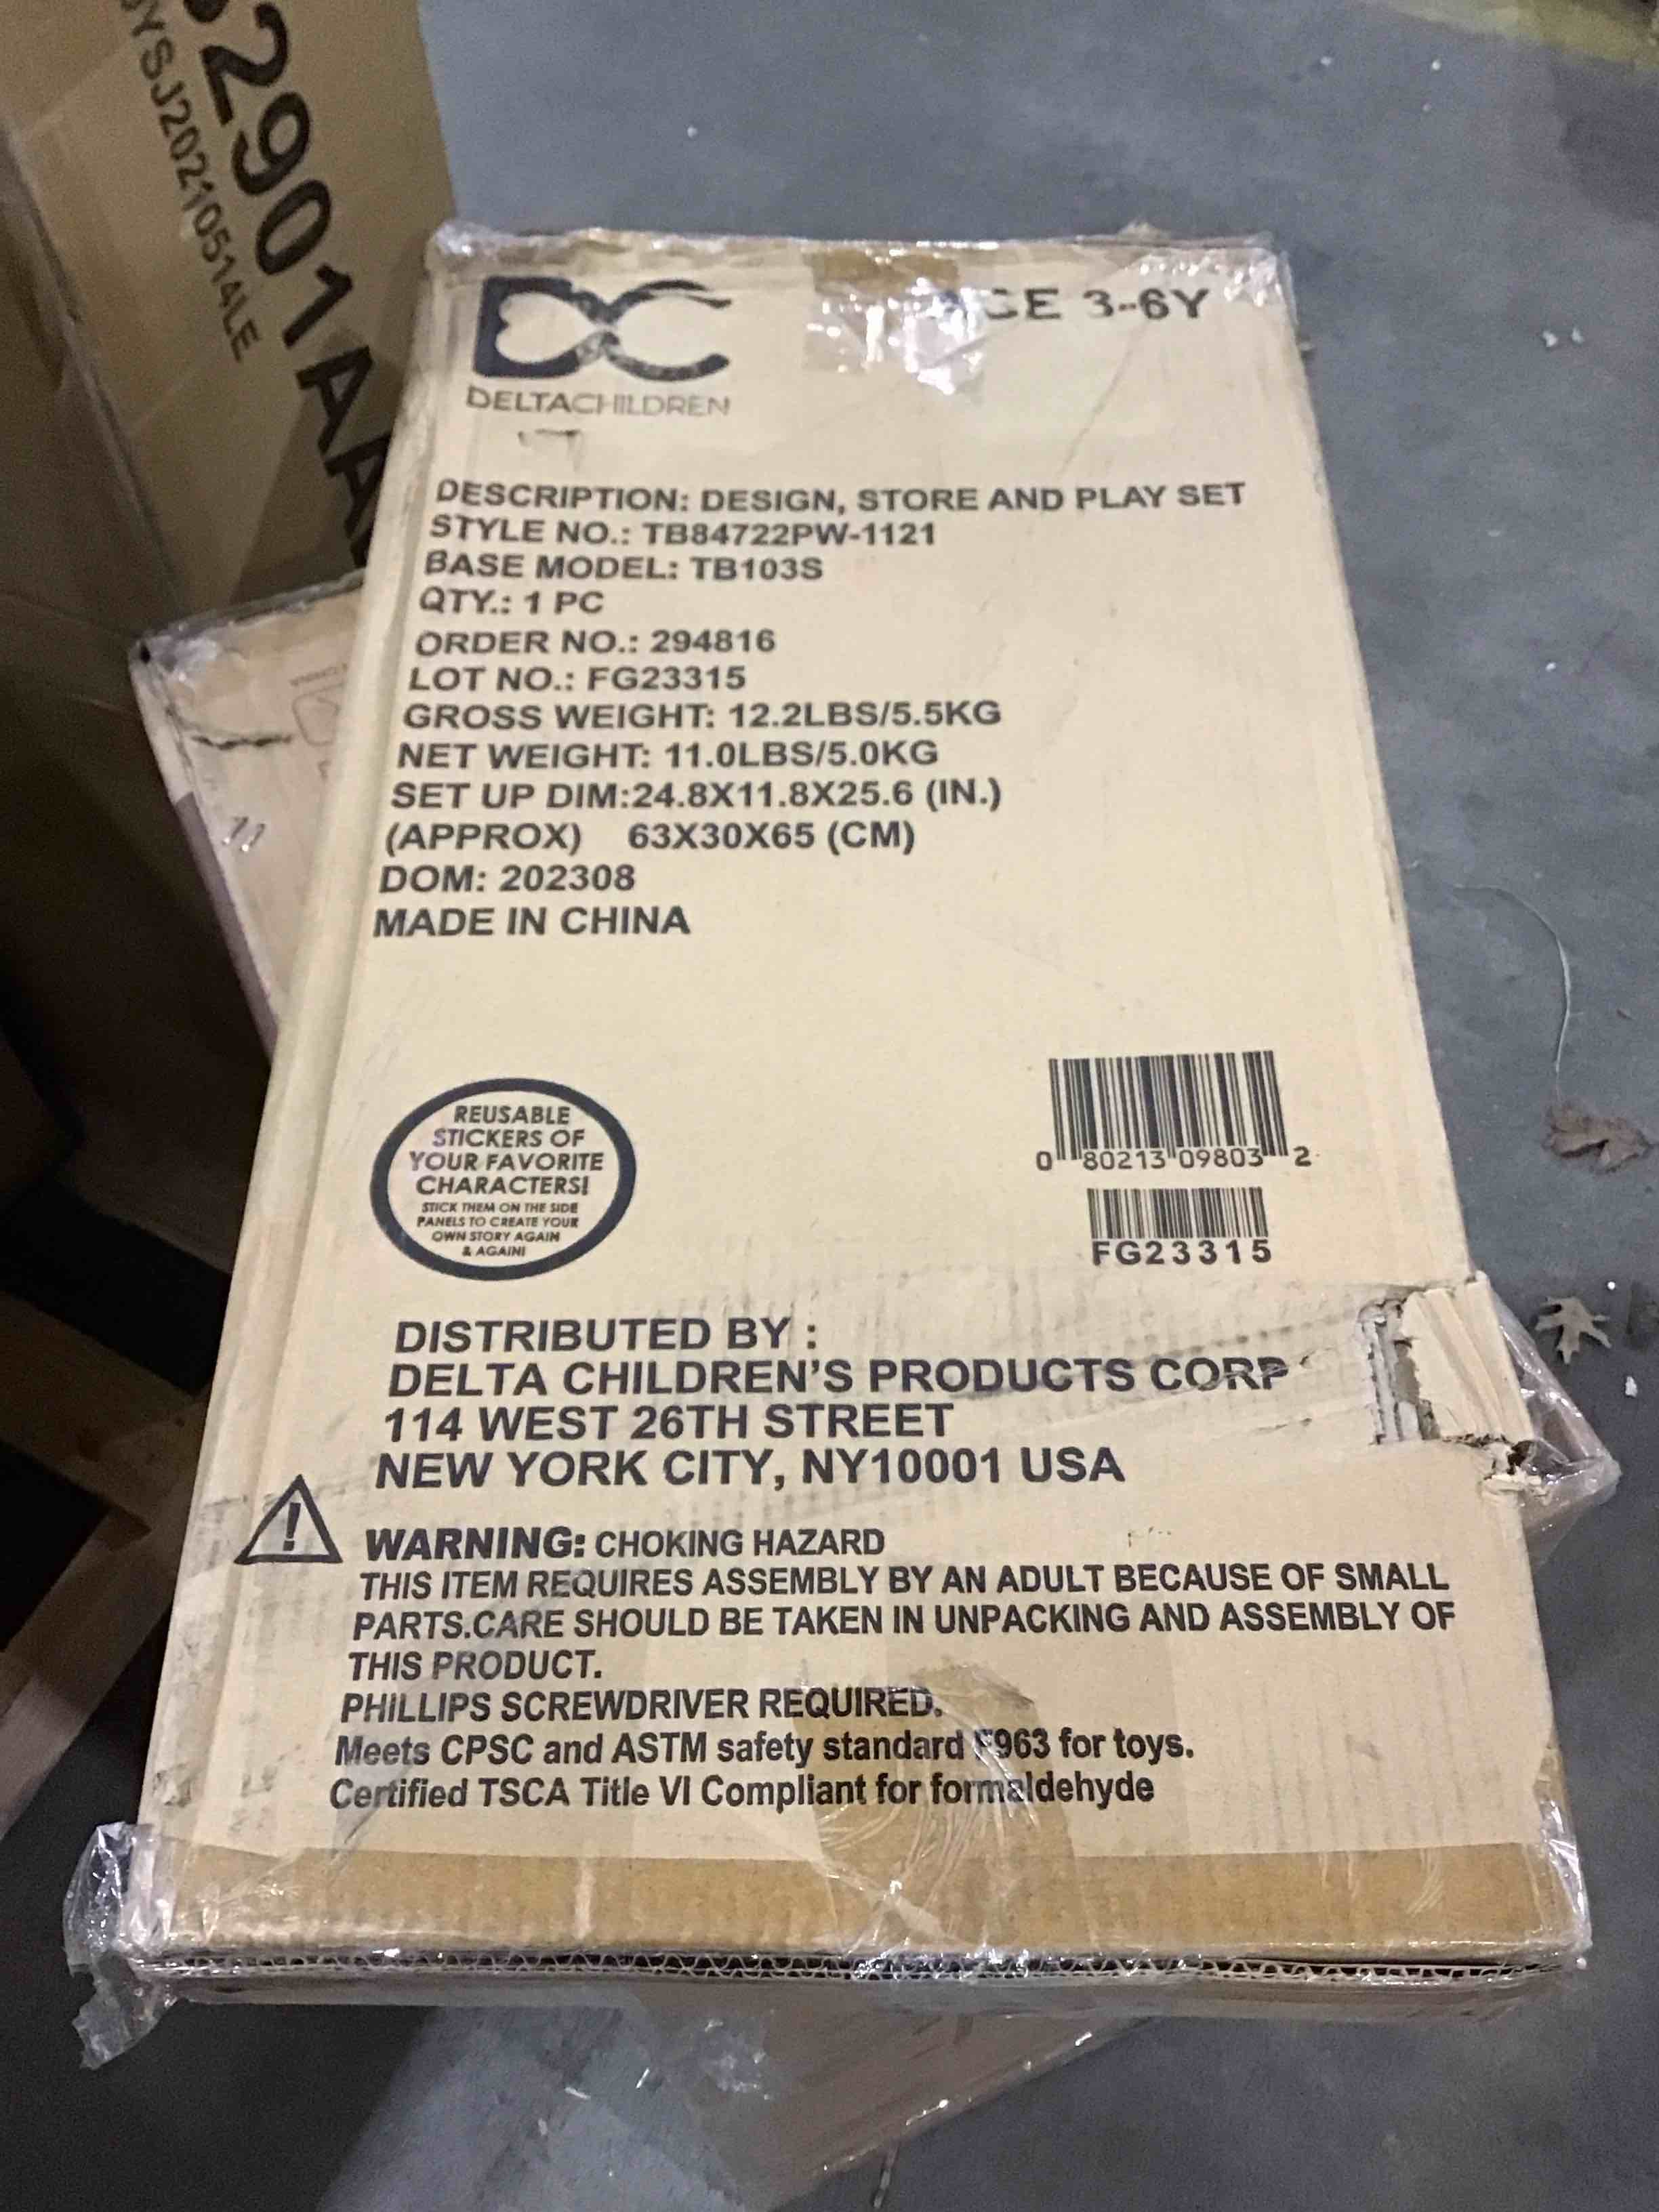 2901AA
JYSJ20210514LE
DC
DELTACHILDREN
AGE 3-6Y
DESCRIPTION: DESIGN, STORE AND PLAY SET
STYLE NO.: TB84722PW-1121
BASE MODEL: TB103S
QTY.: 1 PC
ORDER NO.: 294816
LOT NO.: FG23315
GROSS WEIGHT: 12.2LBS/5.5KG
NET WEIGHT: 11.0LBS/5.0KG
SET UP DIM:24.8X11.8X25.6 (IN.)
(APPROX) 63X30X65 (CM)
DOM: 202308
MADE IN CHINA
REUSABLE
STICKERS OF
YOUR FAVORITE
CHARACTERS!
STICK THEM ON THE SIDE
PANELS TO CREATE YOUR
OWN STORY AGAIN
& AGAIN!
0 80213 09803 2
FG23315
DISTRIBUTED BY :
DELTA CHILDREN'S PRODUCTS CORP
114 WEST 26TH STREET
NEW YORK CITY, NY10001 USA
WARNING: CHOKING HAZARD
THIS ITEM REQUIRES ASSEMBLY BY AN ADULT BECAUSE OF SMALL
PARTS.CARE SHOULD BE TAKEN IN UNPACKING AND ASSEMBLY OF
THIS PRODUCT.
PHILLIPS SCREWDRIVER REQUIRED.
Meets CPSC and ASTM safety standard F963 for toys.
Certified TSCA Title VI Compliant for formaldehyde